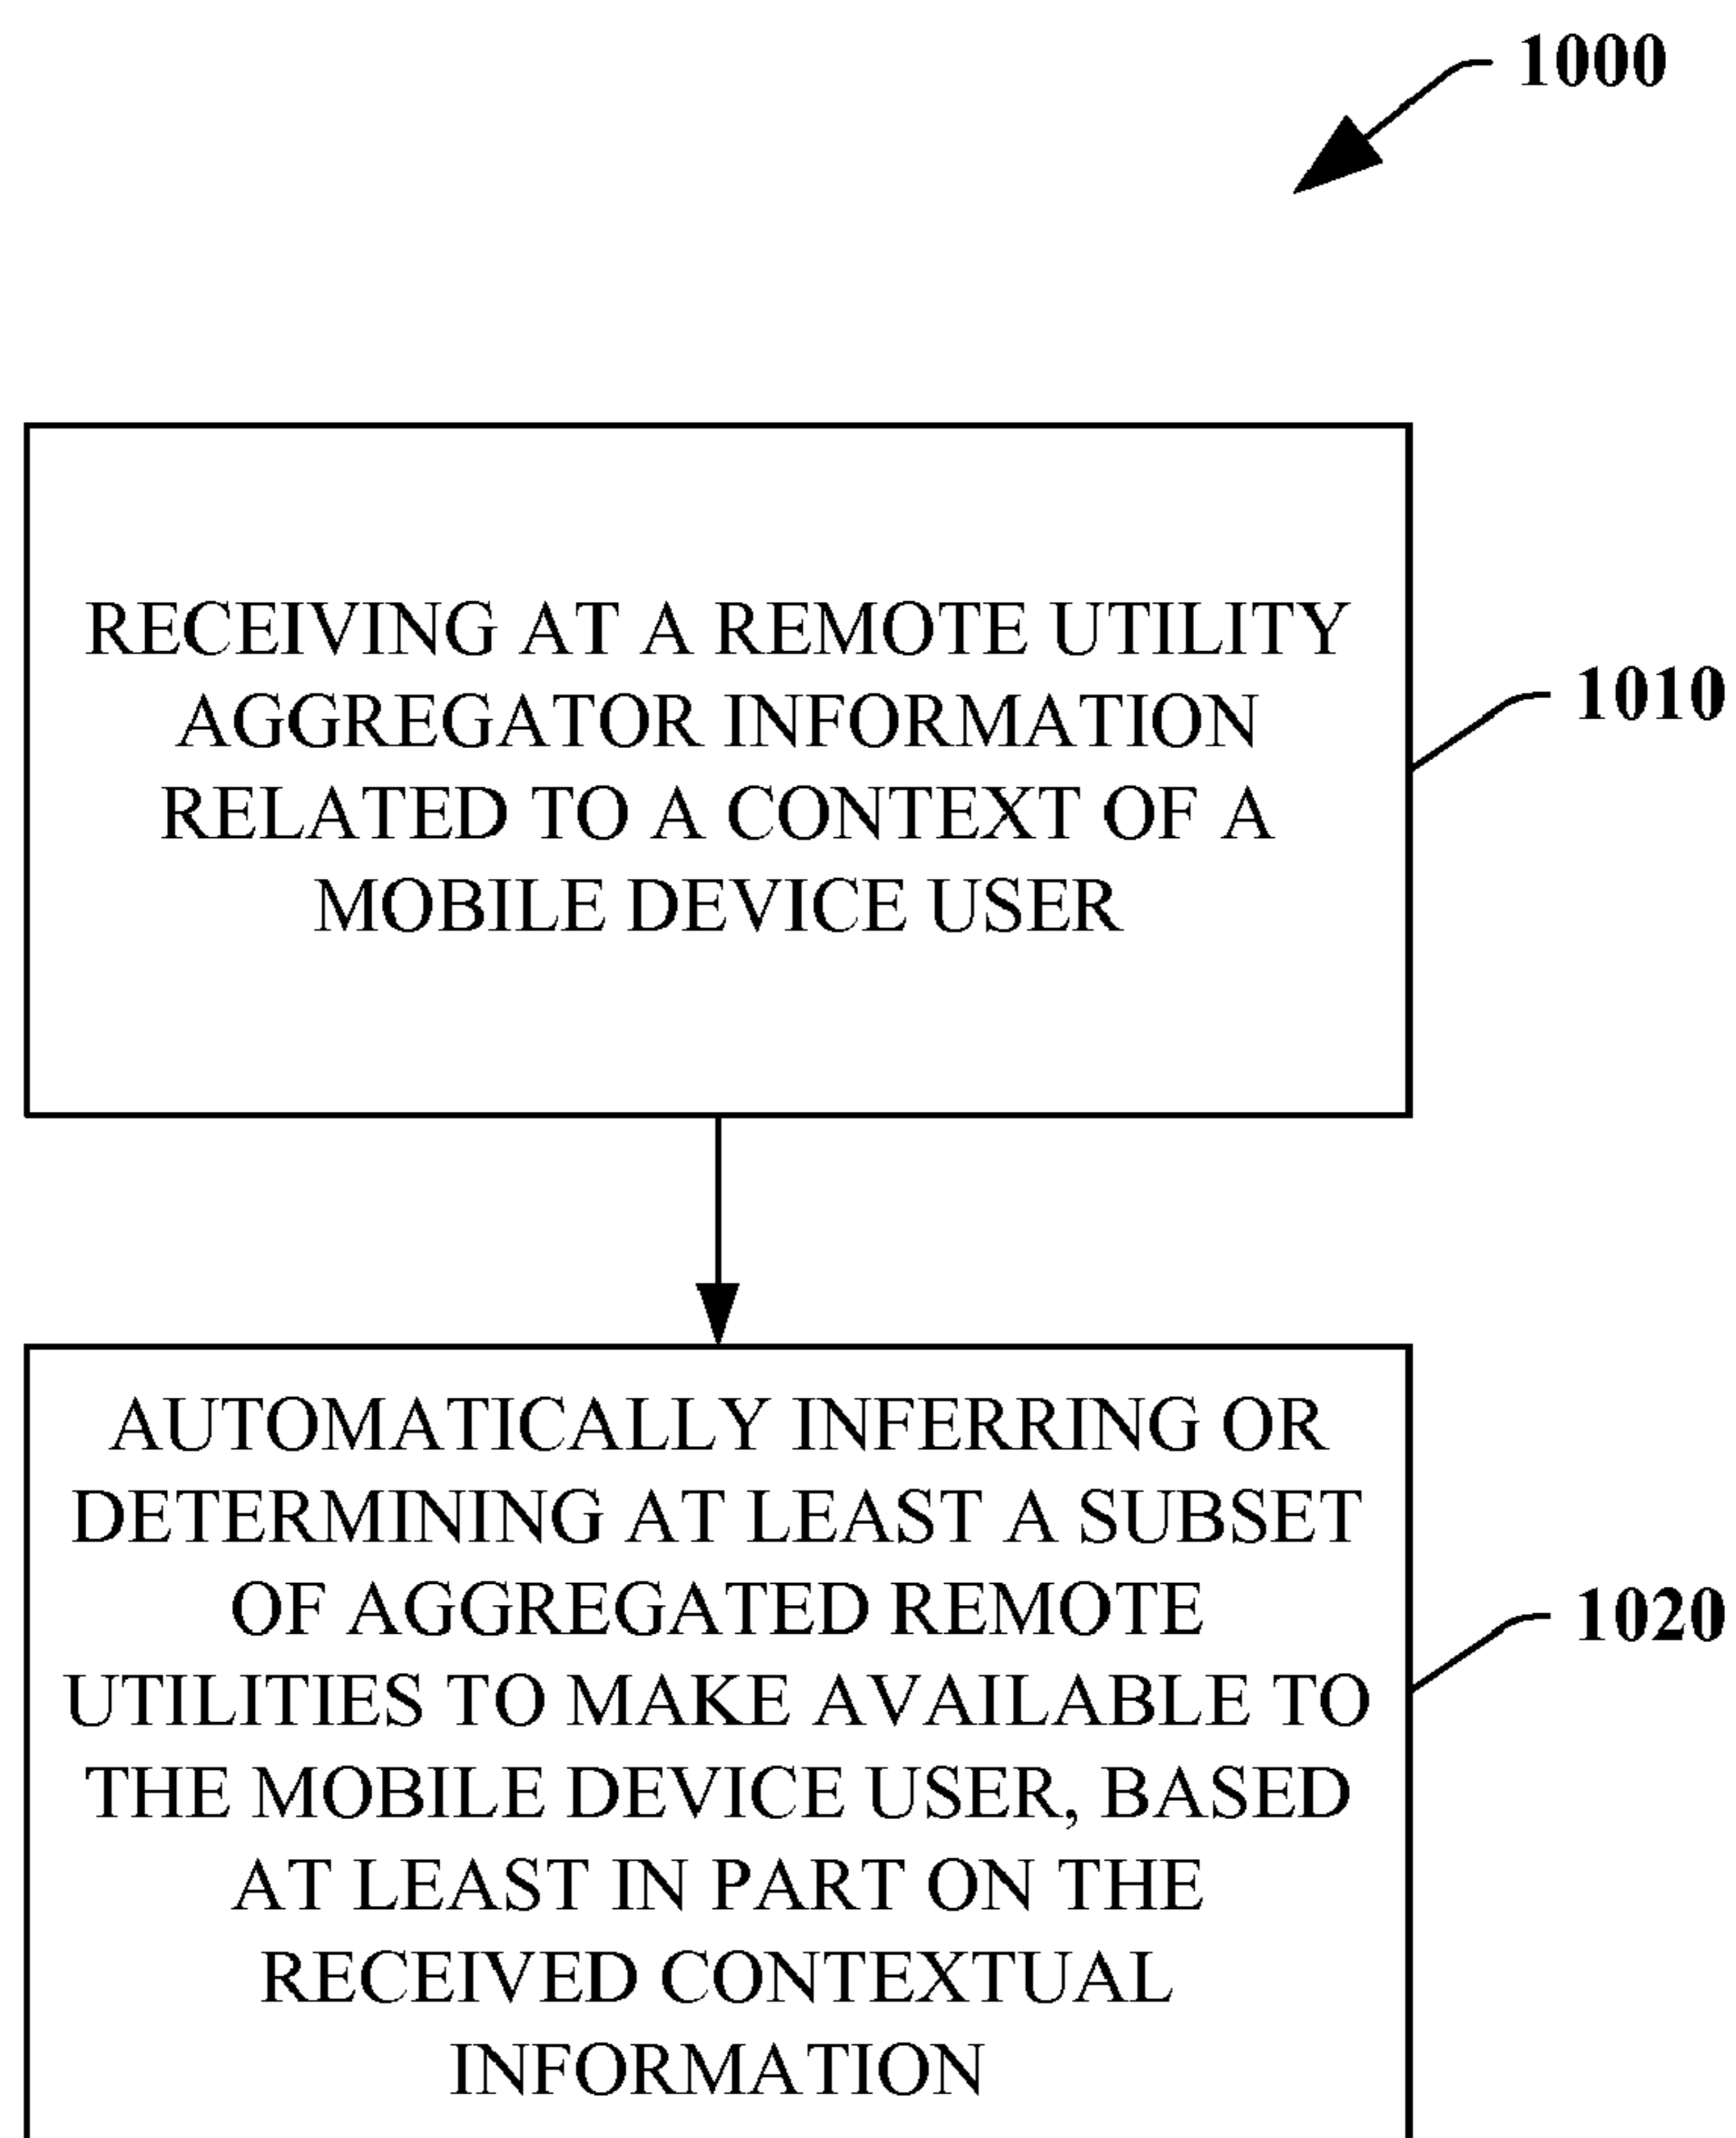 1000
RECEIVING AT A REMOTE UTILITY
AGGREGATOR INFORMATION
RELATED TO A CONTEXT OF A
MOBILE DEVICE USER
1010
AUTOMATICALLY INFERRING OR
DETERMINING AT LEAST A SUBSET
OF AGGREGATED REMOTE
UTILITIES TO MAKE AVAILABLE TO
THE MOBILE DEVICE USER, BASED
AT LEAST IN PART ON THE
RECEIVED CONTEXTUAL
INFORMATION
1020